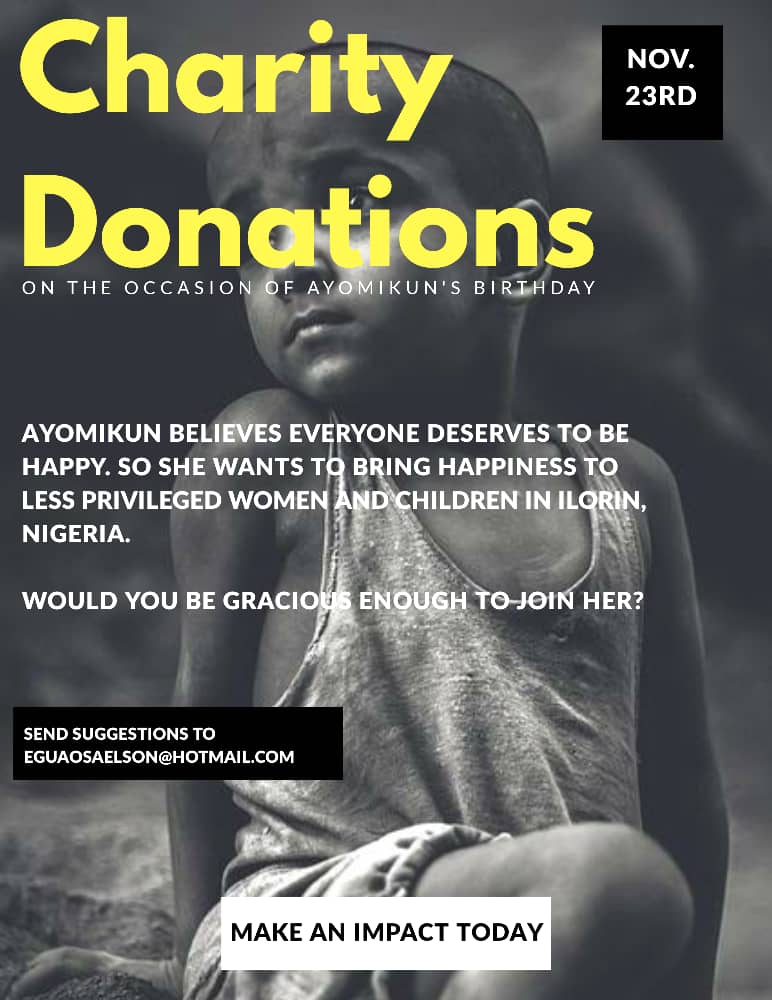 Charity
Donations
NOV.
23RD
ON THE OCCASION OF AYOMIKUN'S BIRTHDAY
AYOMIKUN BELIEVES EVERYONE DESERVES TO BE
HAPPY. SO SHE WANTS TO BRING HAPPINESS TO
LESS PRIVILEGED WOMEN AND CHILDREN IN ILORIN,
NIGERIA.
WOULD YOU BE GRACIOUS ENOUGH TO JOIN HER?
SEND SUGGESTIONS TO
EGUAOSAELSON@HOTMAIL.COM
MAKE AN IMPACT TODAY